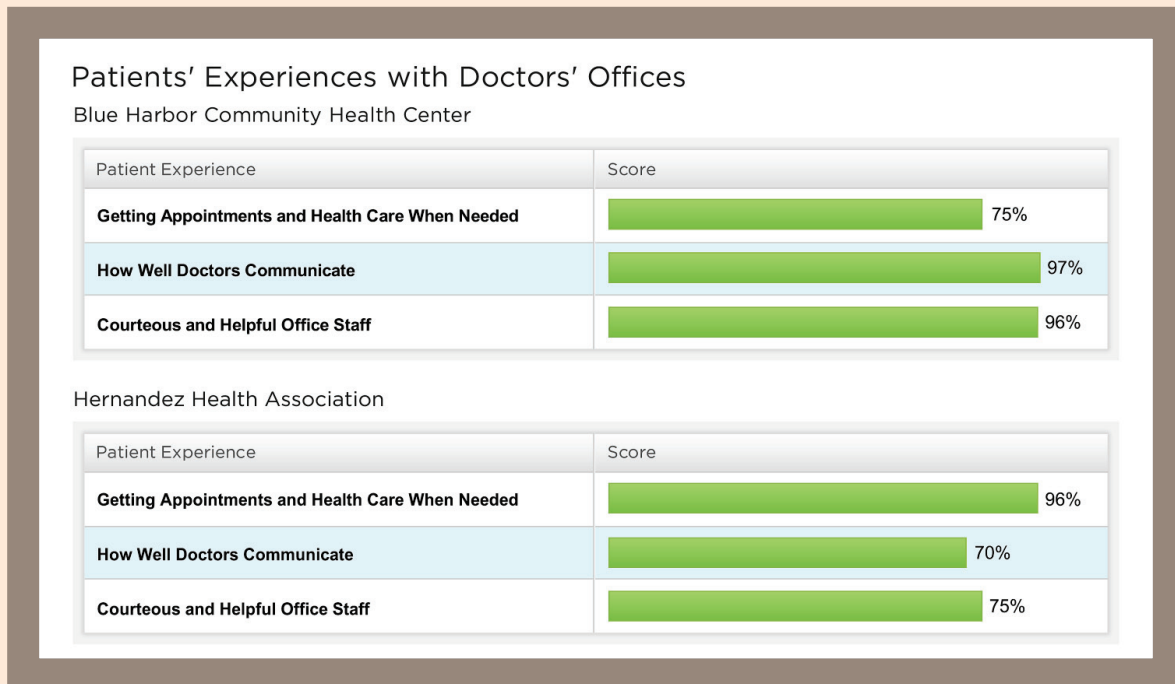 Patients' Experiences with Doctors' Offices
Blue Harbor Community Health Center
Patient Experience Score
Getting Appointments and Health Care When Needed 75%
How Well Doctors Communicate 97%
Courteous and Helpful Office Staff 96%
Hernandez Health Association
Patient Experience Score
Getting Appointments and Health Care When Needed 96%
How Well Doctors Communicate 70%
Courteous and Helpful Office Staff 75%